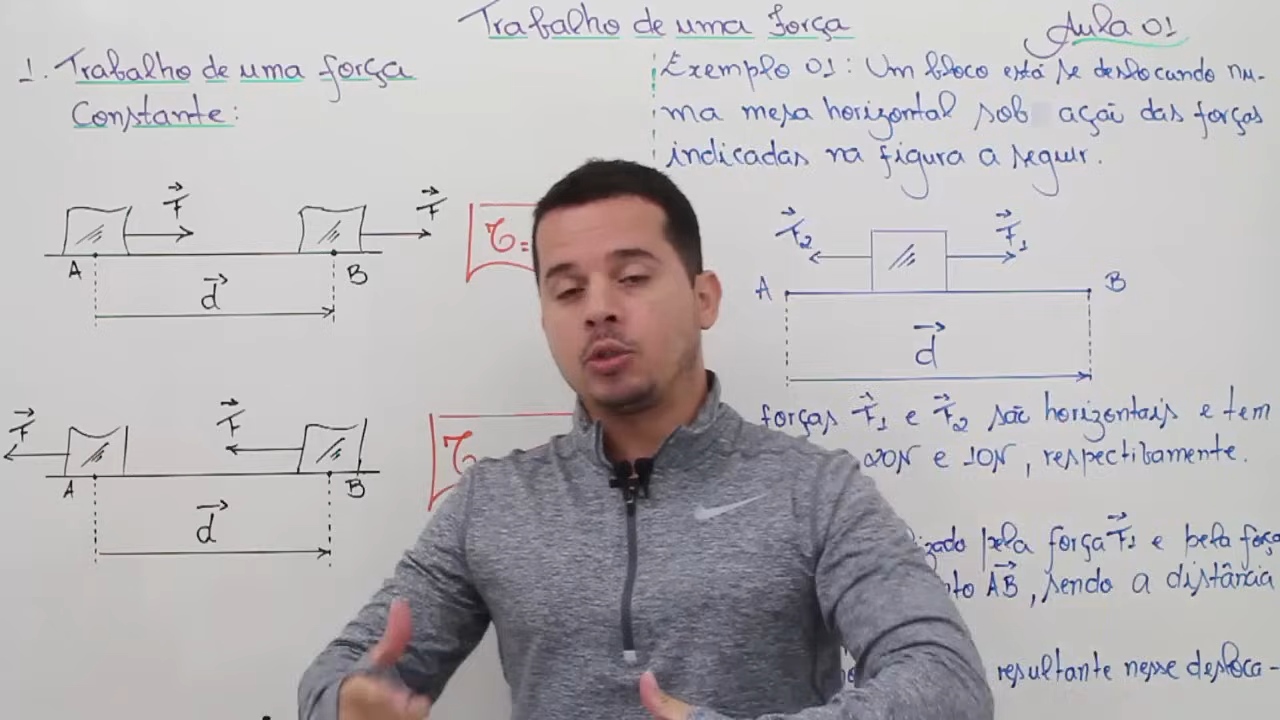 Trabalho de uma Força
Aula 01
1. Trabalho de uma força
Constante:
F
F
A
B
d
τ=
F
F
A
B
d
τ
Exemplo 01: Um bloco está se deslocando nu-
ma mesa horizontal sob ação das forças
indicadas na figura a seguir.
F2
F1
A
B
d
forças F1 e F2 são horizontais e tem
20N e 10N, respectibamente.
pela força F1 e pela força
AB, sendo a distância
resultante nesse desloca-